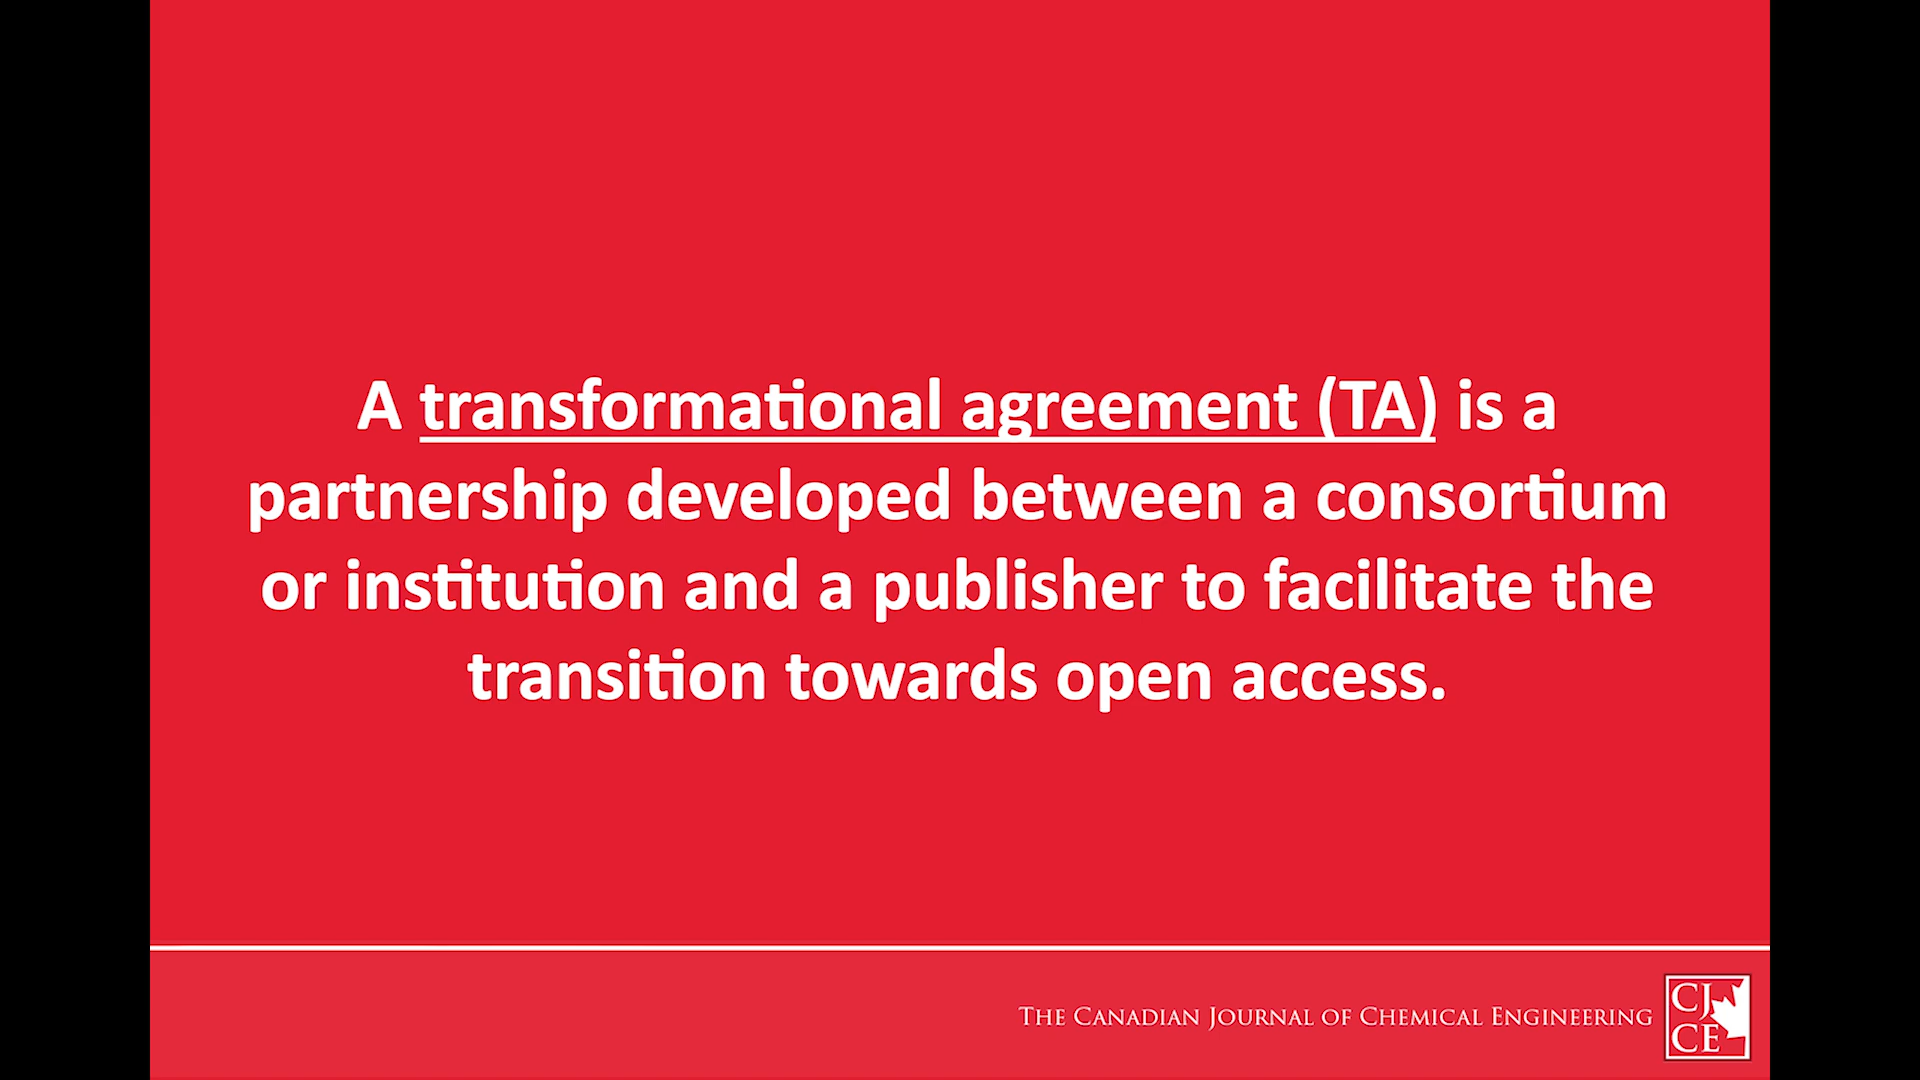 A transformational agreement (TA) is a
partnership developed between a consortium
or institution and a publisher to facilitate the
transition towards open access.
THE CANADIAN JOURNAL OF CHEMICAL ENGINEERING
CJ
CE